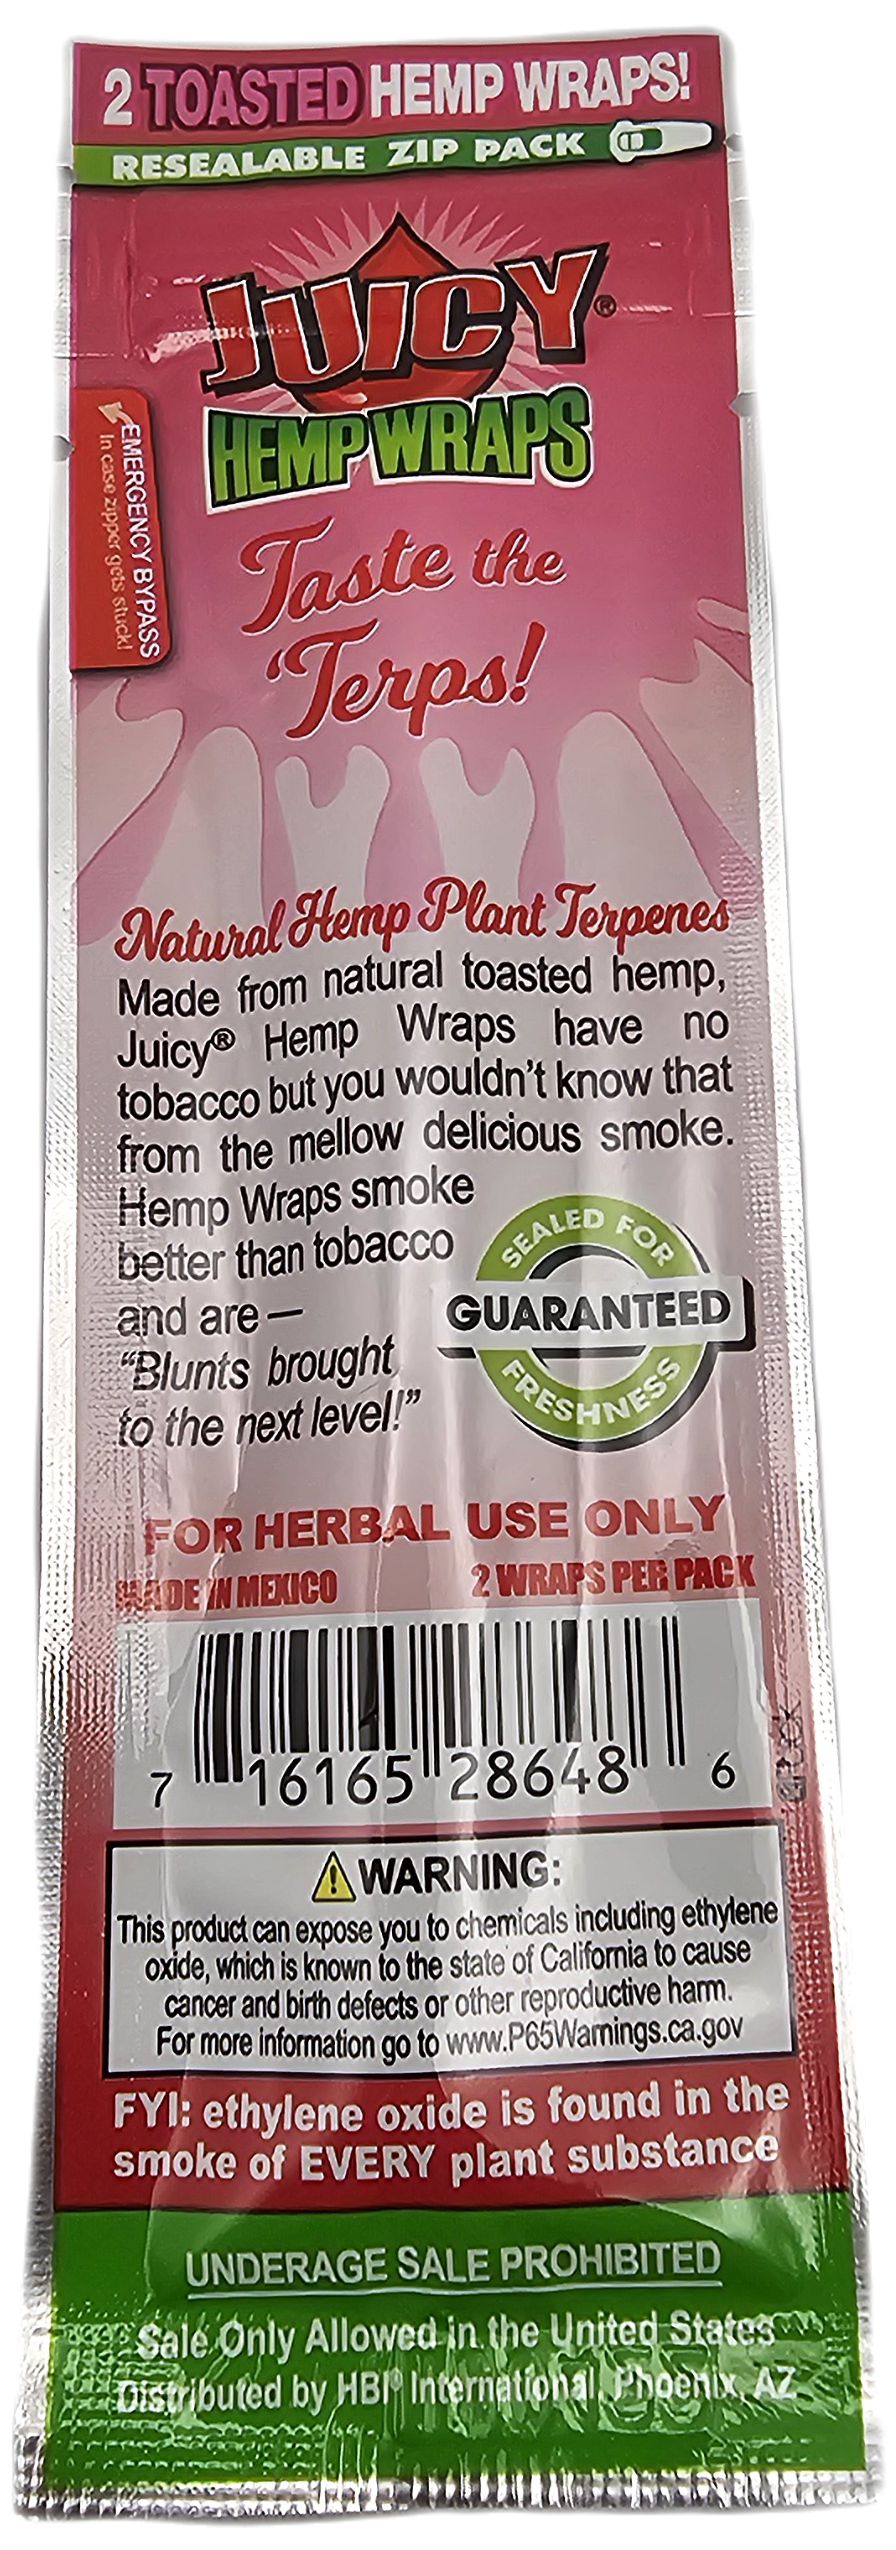 2 TOASTED HEMP WRAPS!
RESEALABLE ZIP PACK
JUICY®
HEMP WRAPS
EMERGENCY BYPASS
In case zipper gets stuck!
Taste the
‘Terps!
Natural Hemp Plant Terpenes
Made from natural toasted hemp,
Juicy® Hemp Wraps have no
tobacco but you wouldn't know that
from the mellow delicious smoke.
Hemp Wraps smoke
better than tobacco
and are—
“Blunts brought
to the next level!”
SEALED FOR
GUARANTEED
FRESHNESS
FOR HERBAL USE ONLY
MADE IN MEXICO 2 WRAPS PER PACK
7 16165 28648 6
WARNING:
This product can expose you to chemicals including ethylene
oxide, which is known to the state of California to cause
cancer and birth defects or other reproductive harm.
For more information go to www.P65Warnings.ca.gov
FYI: ethylene oxide is found in the
smoke of EVERY plant substance
UNDERAGE SALE PROHIBITED
Sale Only Allowed in the United States
Distributed by HBI® International, Phoenix, AZ